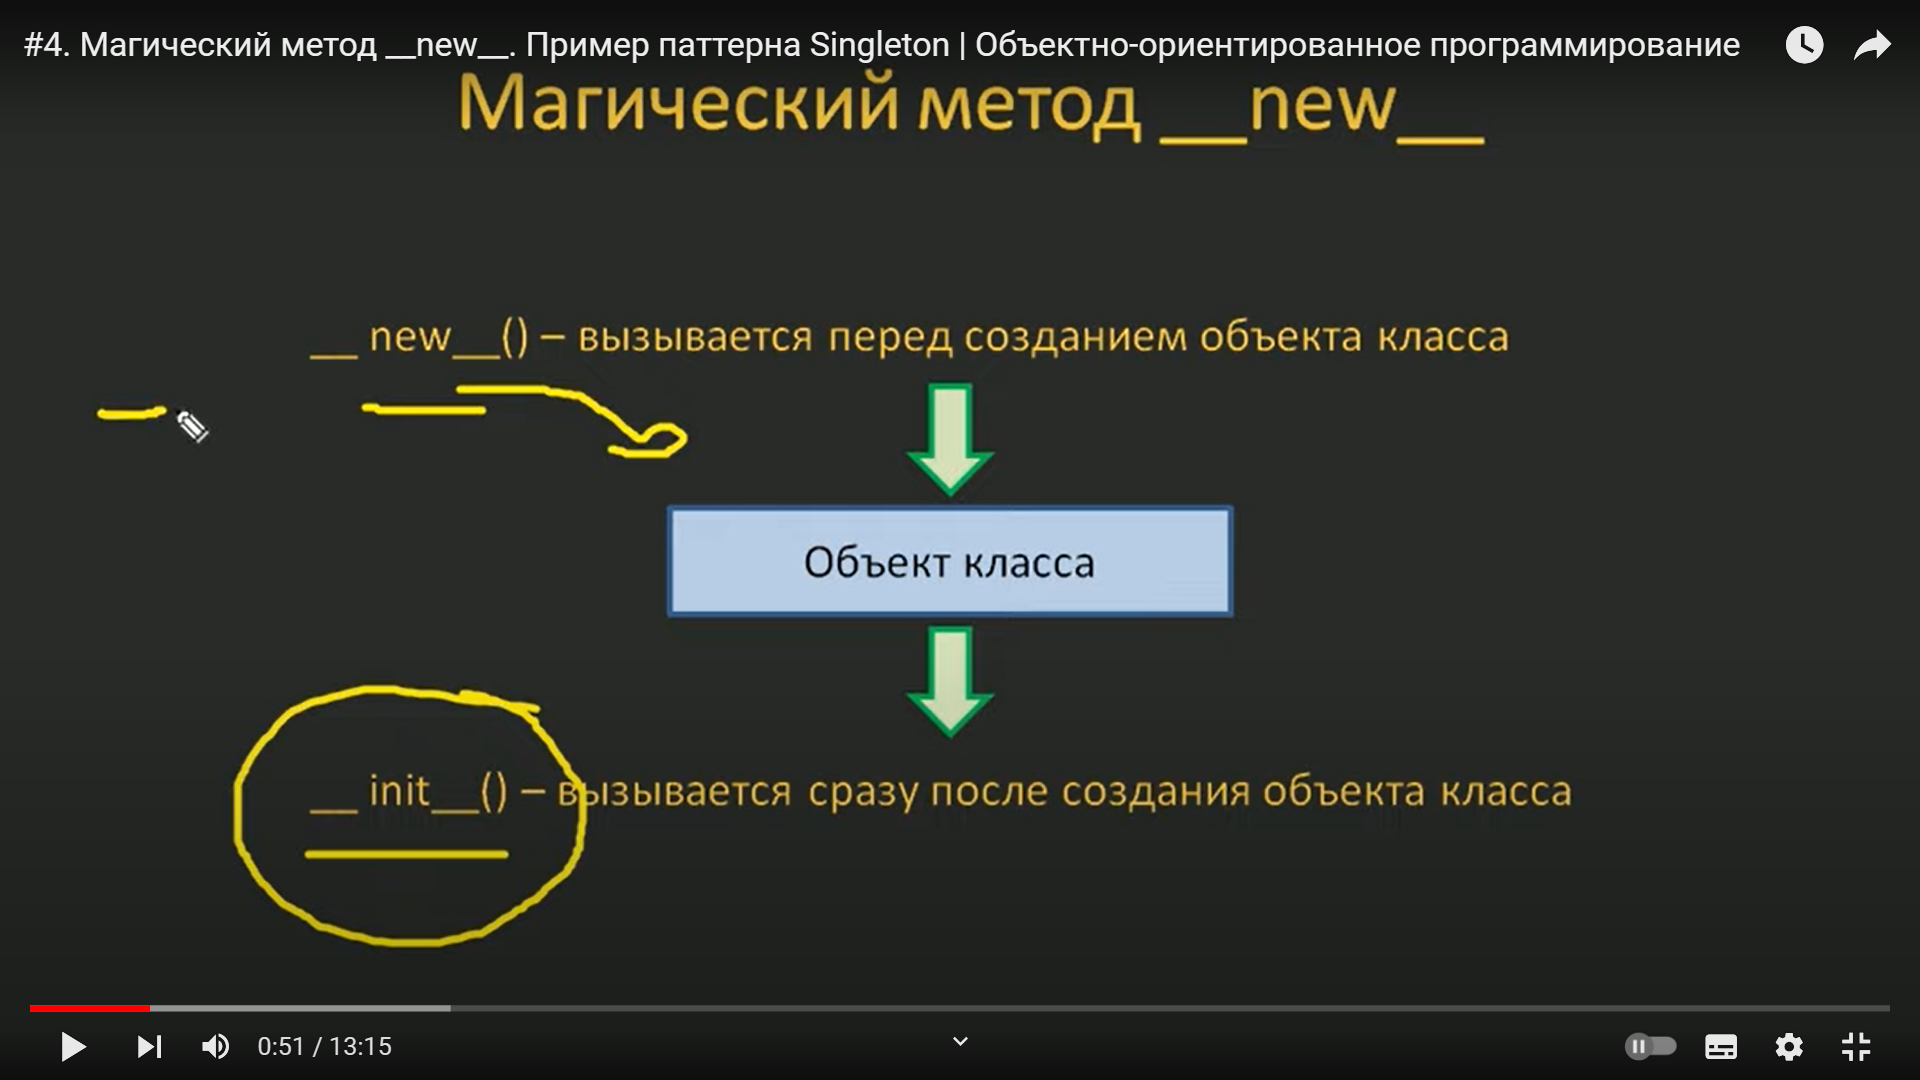 #4. Магический метод __new__. Пример паттерна Singleton | Объектно-ориентированное программирование
Магический метод __new__
__ new__() – вызывается перед созданием объекта класса
Объект класса
__ init__() – вызывается сразу после создания объекта класса
0:51 / 13:15